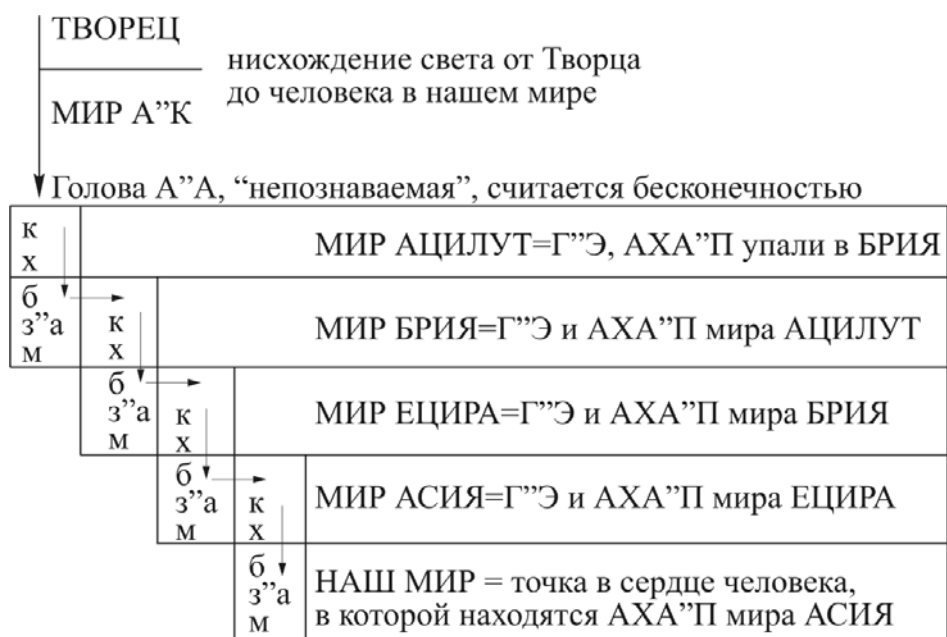 ТВОРЕЦ
нисхождение света от Творца
до человека в нашем мире
МИР А”К
Голова А”А, “непознаваемая”, считается бесконечностью
к
х
МИР АЦИЛУТ=Г”Э, АХА”П упали в БРИЯ
б
з”а
м
к
х
МИР БРИЯ=Г”Э и АХА”П мира АЦИЛУТ
б
з”а
м
к
х
МИР ЕЦИРА=Г”Э и АХА”П мира БРИЯ
б
з”а
м
к
х
МИР АСИЯ=Г”Э и АХА”П мира ЕЦИРА
б
з”а
м
НАШ МИР = точка в сердце человека,
в которой находятся АХА”П мира АСИЯ